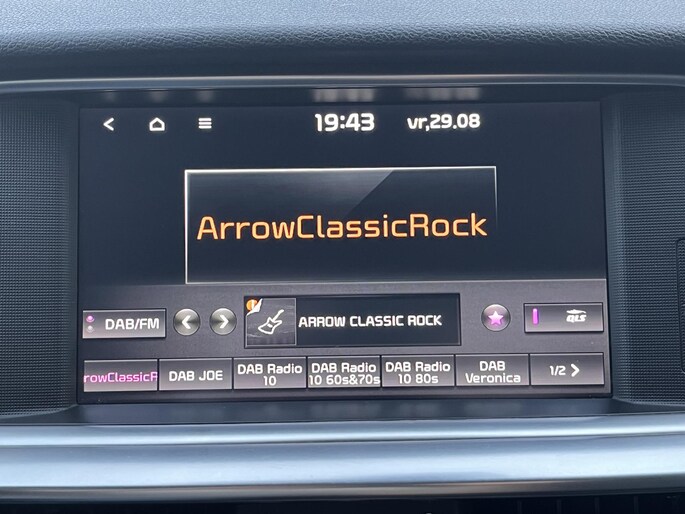 19:43 vr,29.08
ArrowClassicRock
DAB/FM
ARROW CLASSIC ROCK
QLS
rowClassicR
DAB JOE
DAB Radio
10
DAB Radio
10 60s&70s
DAB Radio
10 80s
DAB
Veronica
1/2